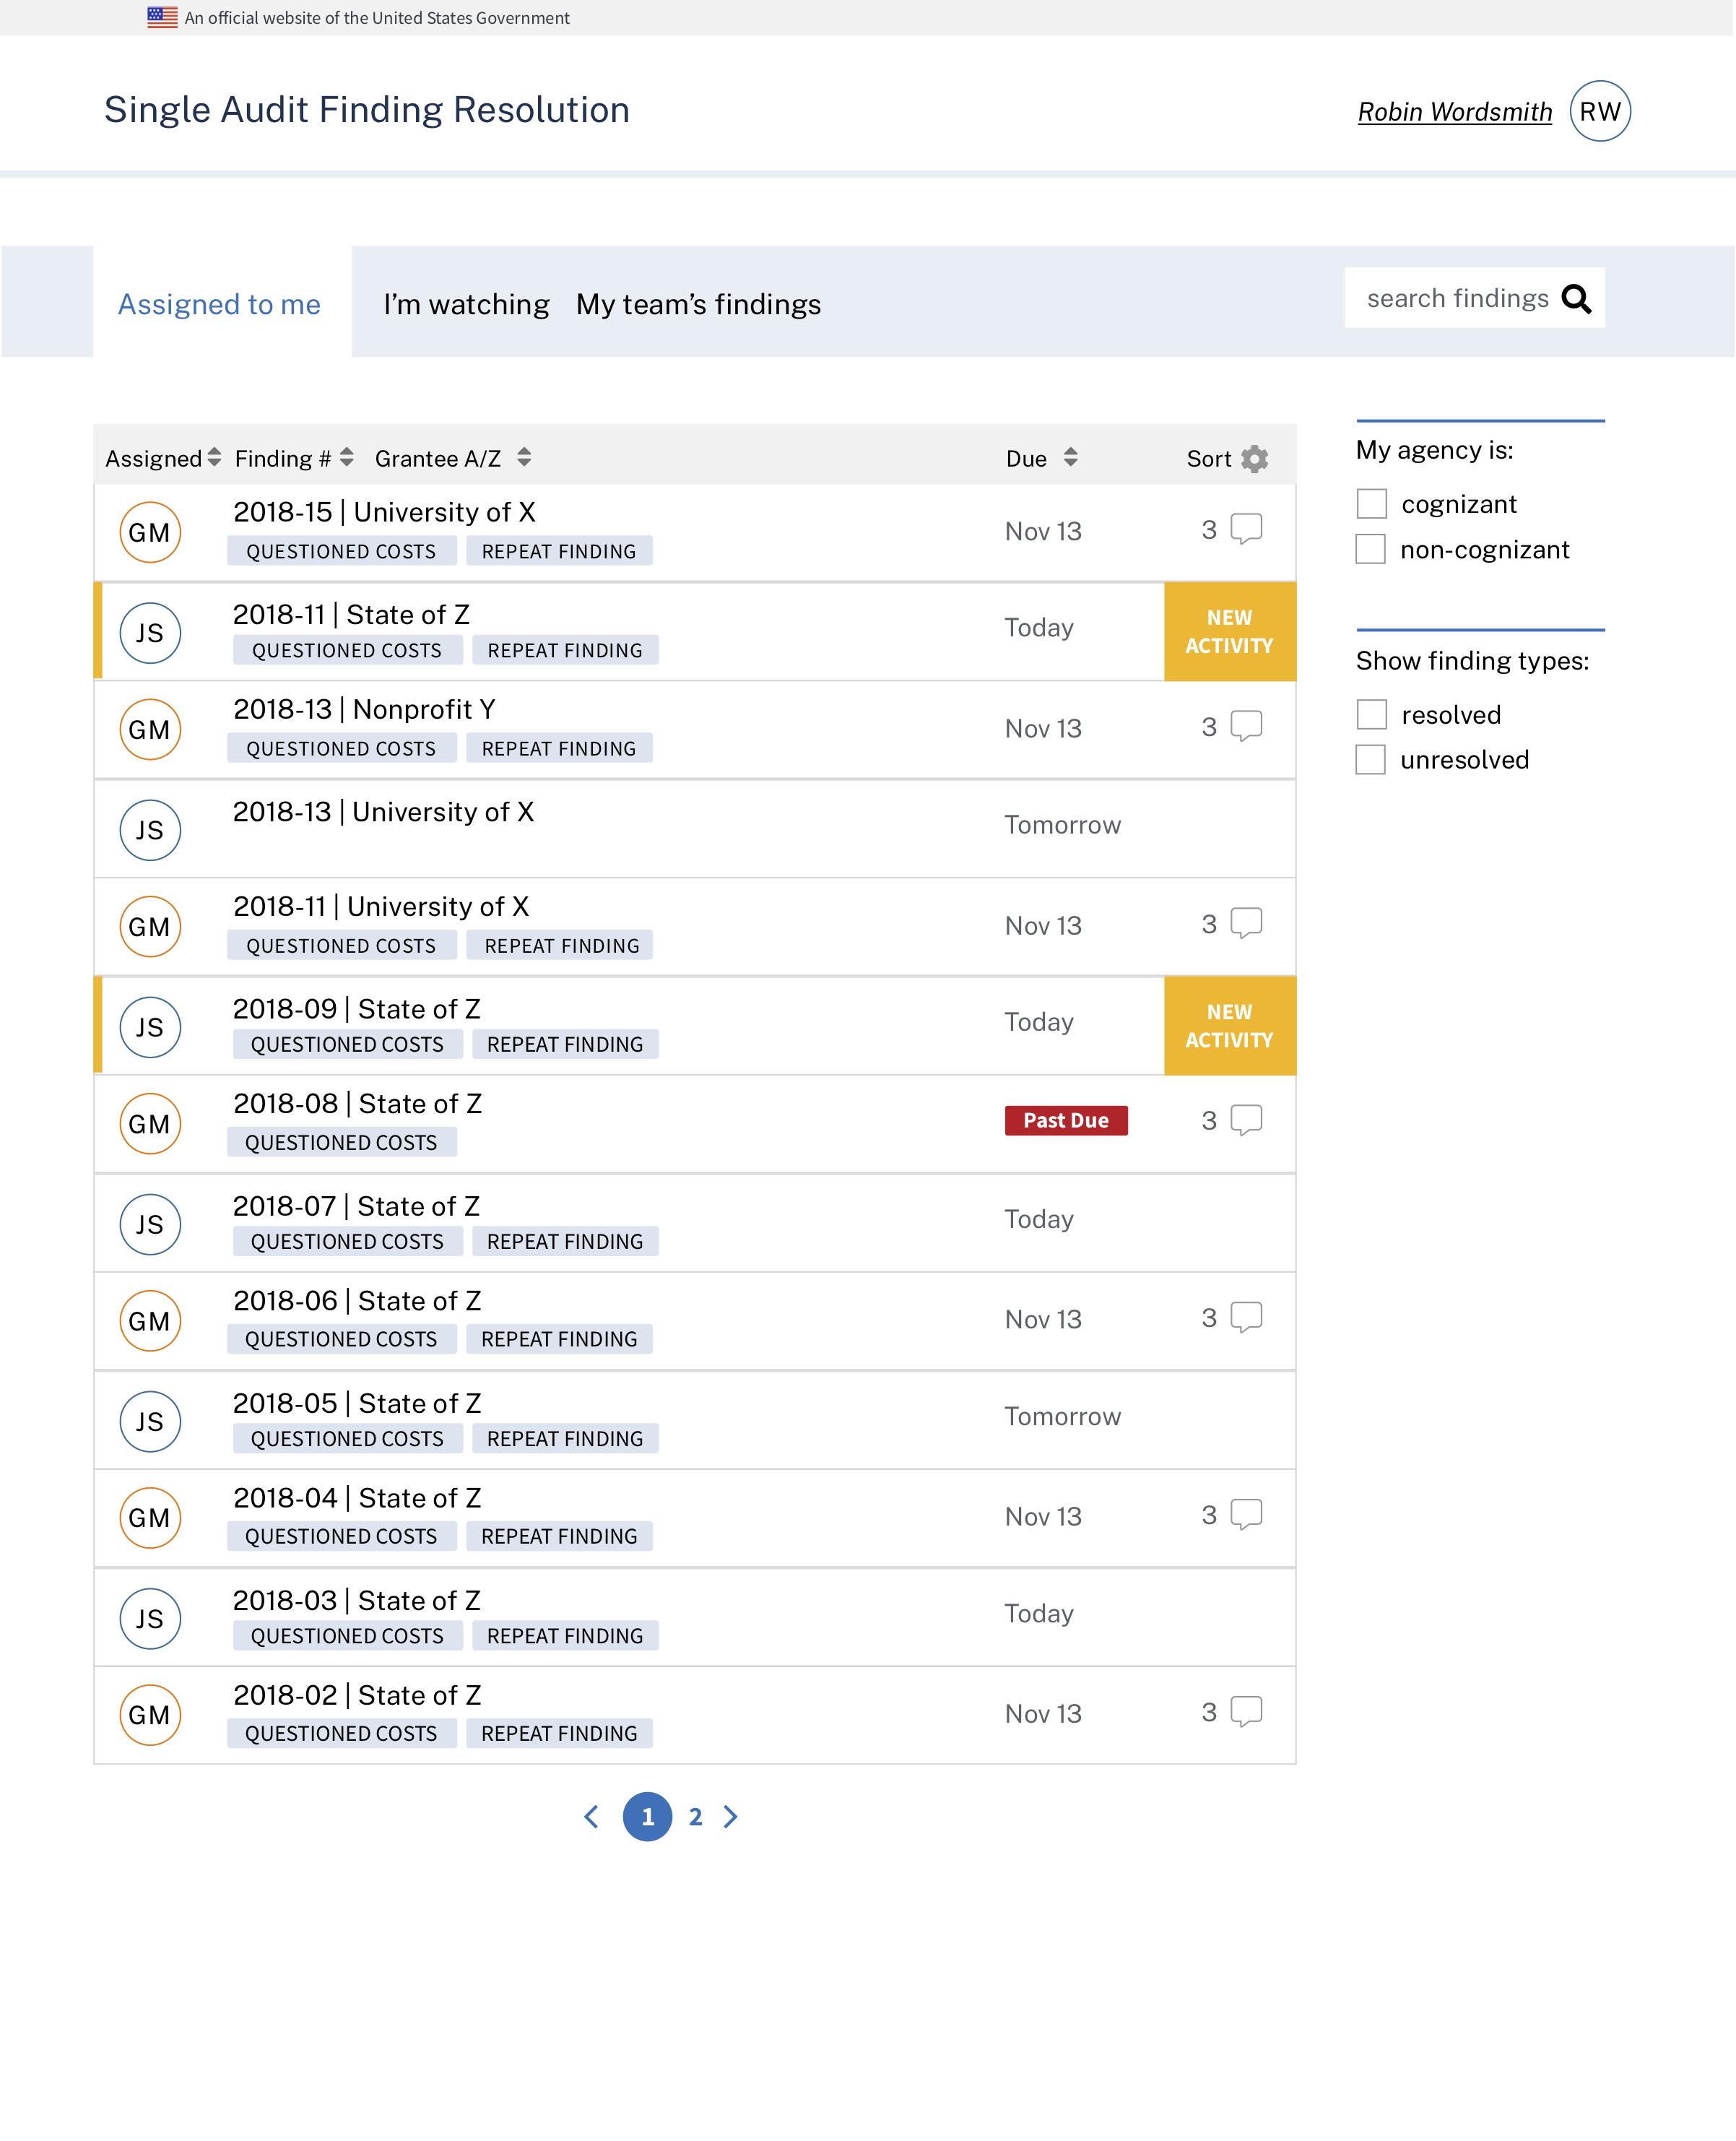 An official website of the United States Government
Single Audit Finding Resolution
Robin Wordsmith RW
Assigned to me I’m watching My team’s findings search findings
Assigned Finding # Grantee A/Z Due Sort
GM 2018-15 | University of X Nov 13 3
QUESTIONED COSTS REPEAT FINDING
JS 2018-11 | State of Z Today NEW ACTIVITY
QUESTIONED COSTS REPEAT FINDING
GM 2018-13 | Nonprofit Y Nov 13 3
QUESTIONED COSTS REPEAT FINDING
JS 2018-13 | University of X Tomorrow
GM 2018-11 | University of X Nov 13 3
QUESTIONED COSTS REPEAT FINDING
JS 2018-09 | State of Z Today NEW ACTIVITY
QUESTIONED COSTS REPEAT FINDING
GM 2018-08 | State of Z Past Due 3
QUESTIONED COSTS
JS 2018-07 | State of Z Today
QUESTIONED COSTS REPEAT FINDING
GM 2018-06 | State of Z Nov 13 3
QUESTIONED COSTS REPEAT FINDING
JS 2018-05 | State of Z Tomorrow
QUESTIONED COSTS REPEAT FINDING
GM 2018-04 | State of Z Nov 13 3
QUESTIONED COSTS REPEAT FINDING
JS 2018-03 | State of Z Today
QUESTIONED COSTS REPEAT FINDING
GM 2018-02 | State of Z Nov 13 3
QUESTIONED COSTS REPEAT FINDING
1 2
My agency is:
cognizant
non-cognizant
Show finding types:
resolved
unresolved